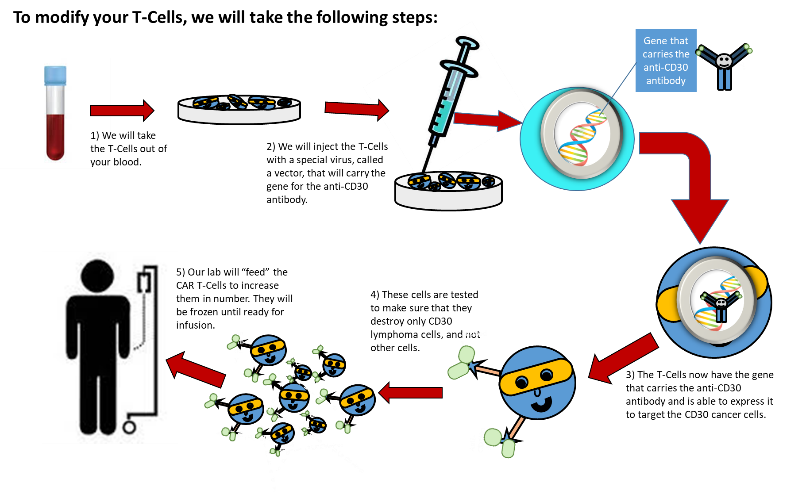 To modify your T-Cells, we will take the following steps:
Gene that
carries the
anti-CD30
antibody
1) We will take
the T-Cells out of
your blood.
2) We will inject the T-Cells
with a special virus, called
a vector, that will carry the
gene for the anti-CD30
antibody.
3) The T-Cells now have the gene
that carries the anti-CD30
antibody and is able to express it
to target the CD30 cancer cells.
4) These cells are tested
to make sure that they
destroy only CD30
lymphoma cells, and not
other cells.
5) Our lab will “feed” the
CAR T-Cells to increase
them in number. They will
be frozen until ready for
infusion.